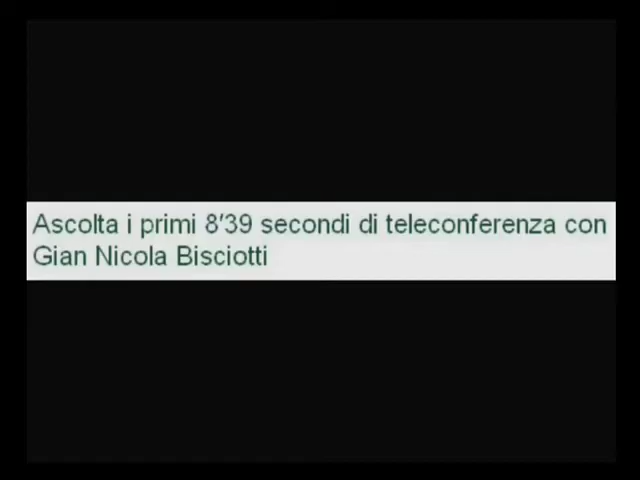 Ascolta i primi 8'39 secondi di teleconferenza con
Gian Nicola Bisciotti